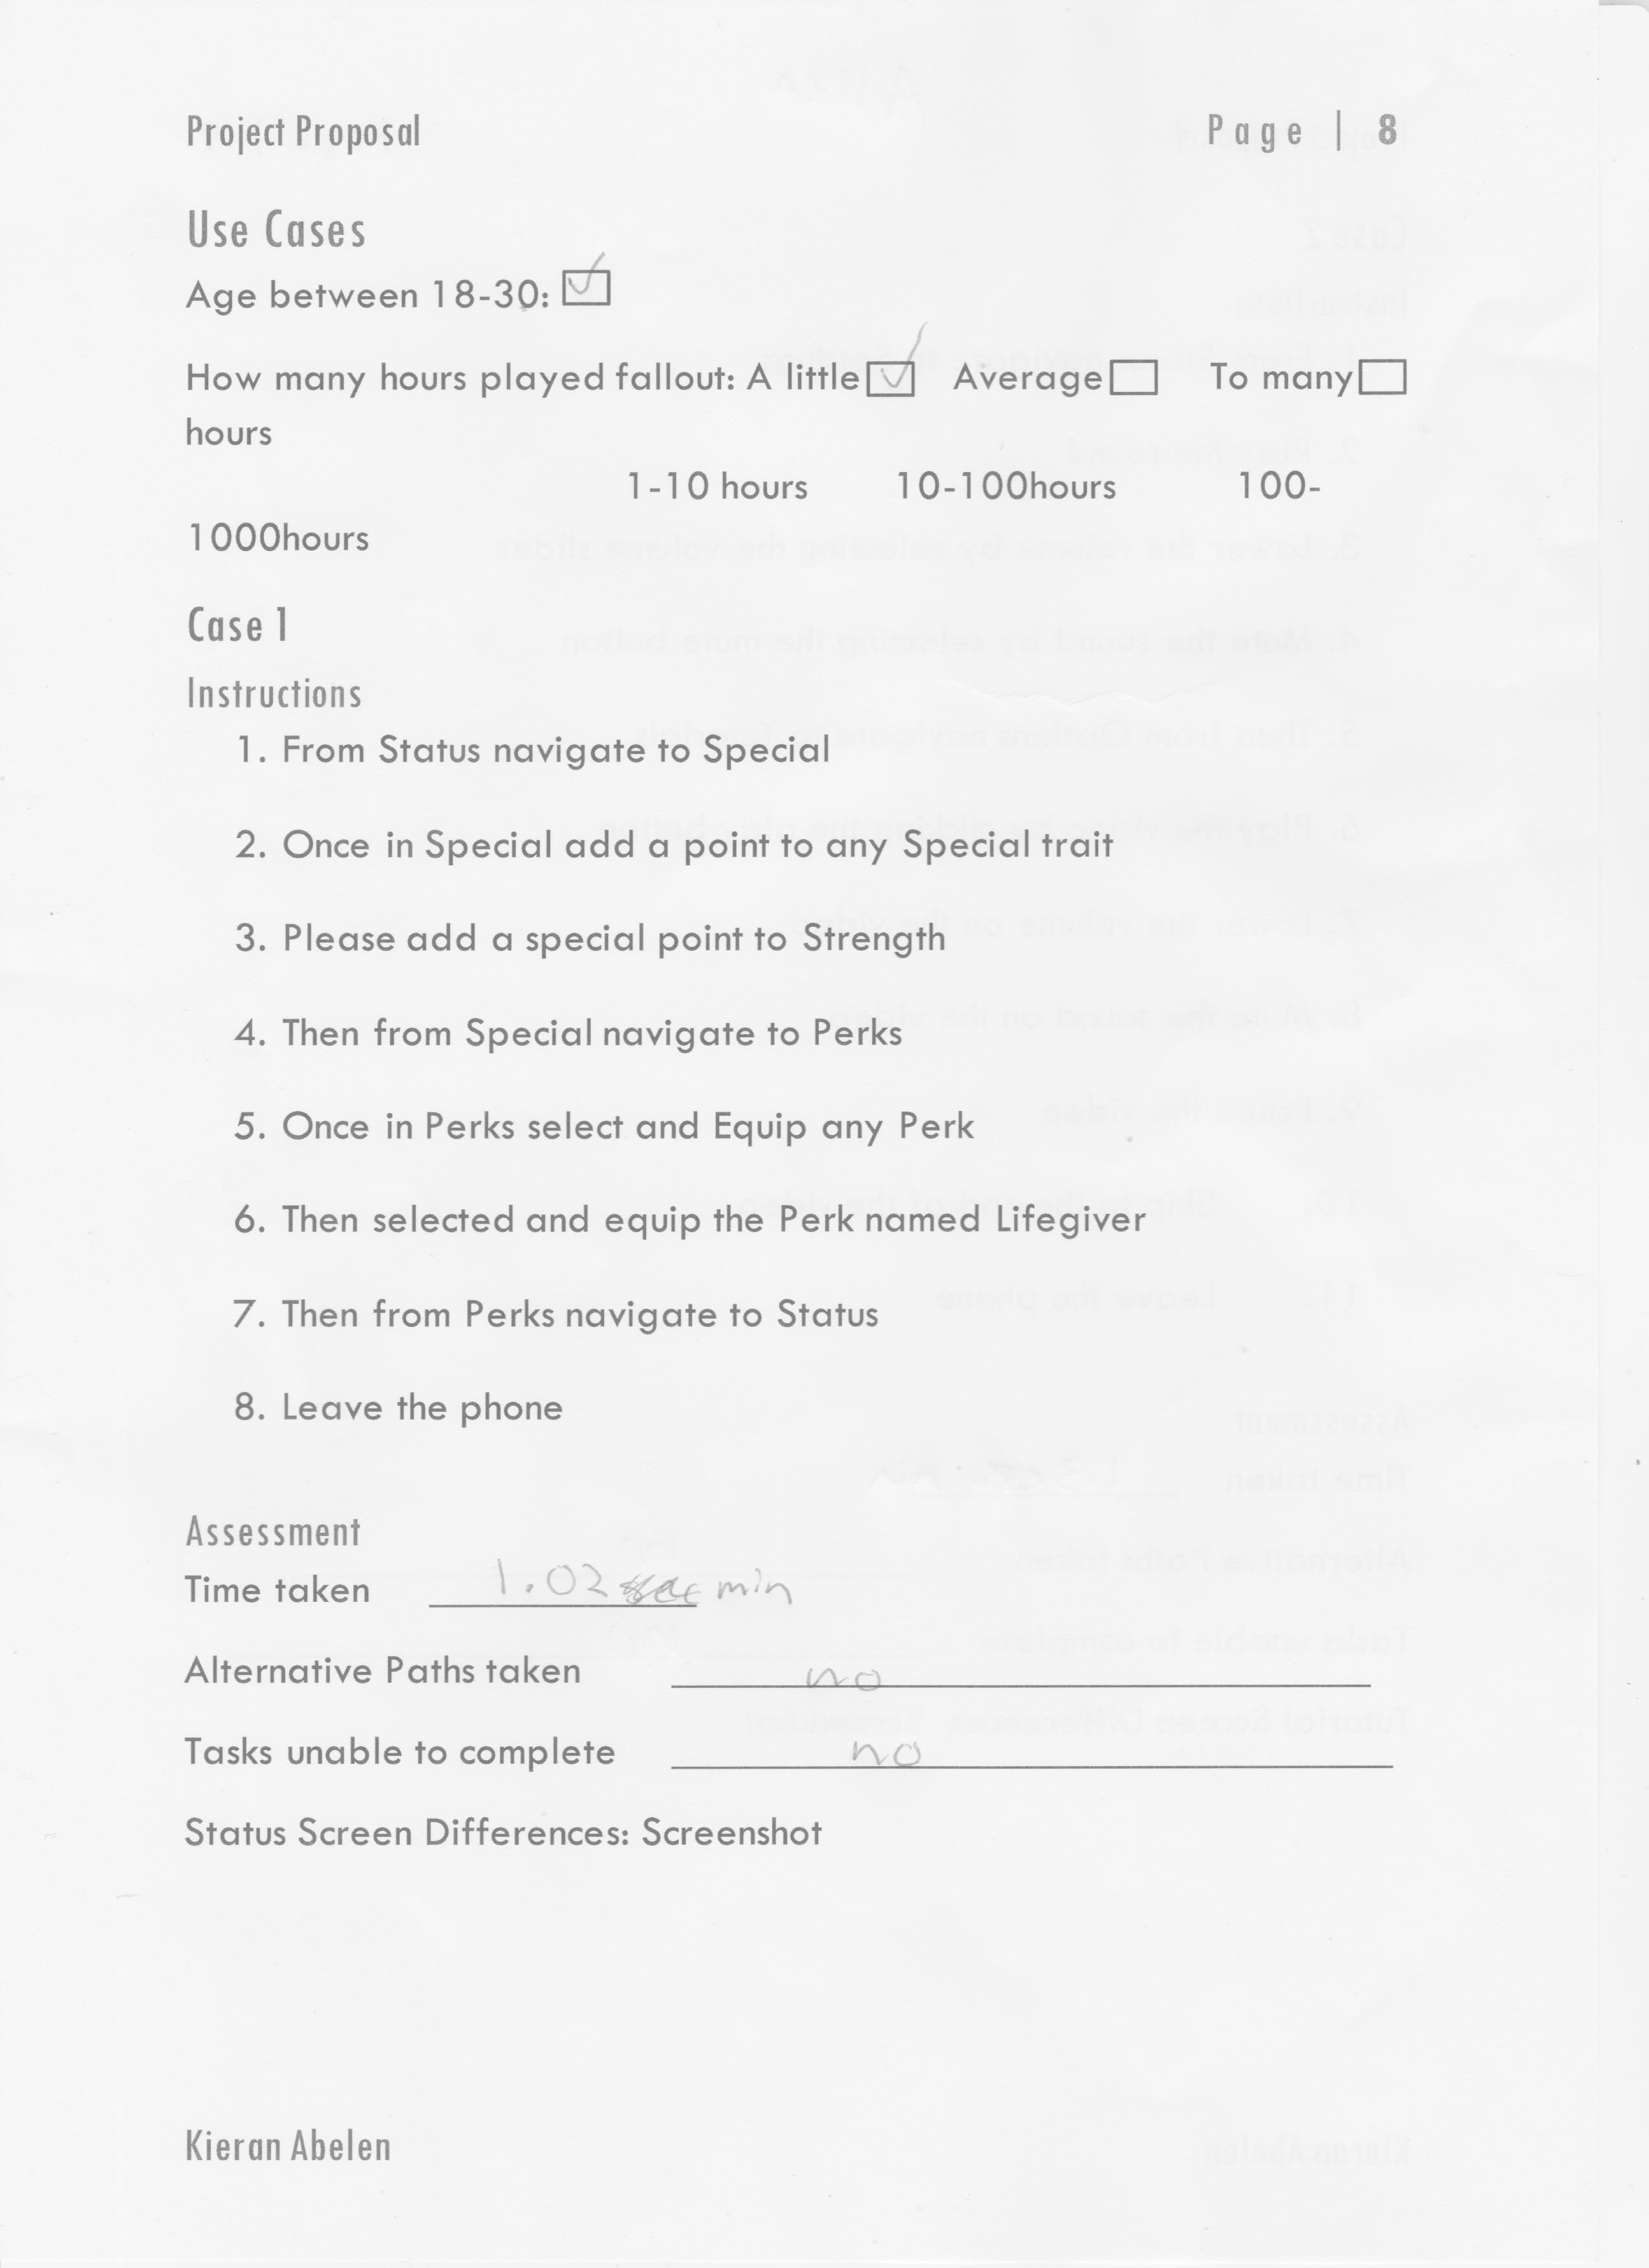 Project Proposal Page | 8
Use Cases
Age between 18-30:
How many hours played fallout: A little Average To many
hours
1-10 hours 10-100hours 100-
1000hours
Case 1
Instructions
1. From Status navigate to Special
2. Once in Special add a point to any Special trait
3. Please add a special point to Strength
4. Then from Special navigate to Perks
5. Once in Perks select and Equip any Perk
6. Then selected and equip the Perk named Lifegiver
7. Then from Perks navigate to Status
8. Leave the phone
Assessment
Time taken 1.02 min
Alternative Paths taken no
Tasks unable to complete no
Status Screen Differences: Screenshot
Kieran Abelen